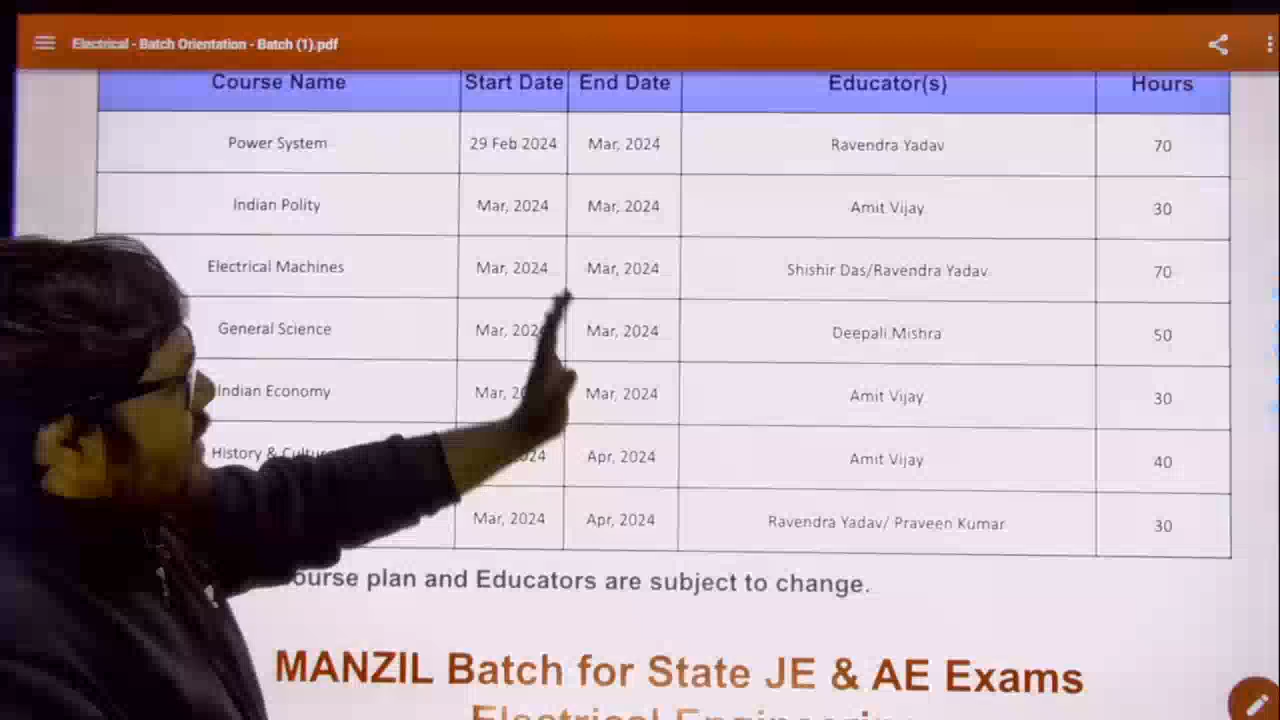 Electrical - Batch Orientation - Batch (1).pdf
Course Name Start Date End Date Educator(s) Hours
Power System 29 Feb 2024 Mar, 2024 Ravendra Yadav 70
Indian Polity Mar, 2024 Mar, 2024 Amit Vijay 30
Electrical Machines Mar, 2024 Mar, 2024 Shishir Das/Ravendra Yadav 70
General Science Mar, 2024 Mar, 2024 Deepali Mishra 50
Indian Economy Mar, Mar, 2024 Amit Vijay 30
History & Apr, 2024 Amit Vijay 40
Mar, 2024 Apr, 2024 Ravendra Yadav/ Praveen Kumar 30
ourse plan and Educators are subject to change.
MANZIL Batch for State JE & AE Exams